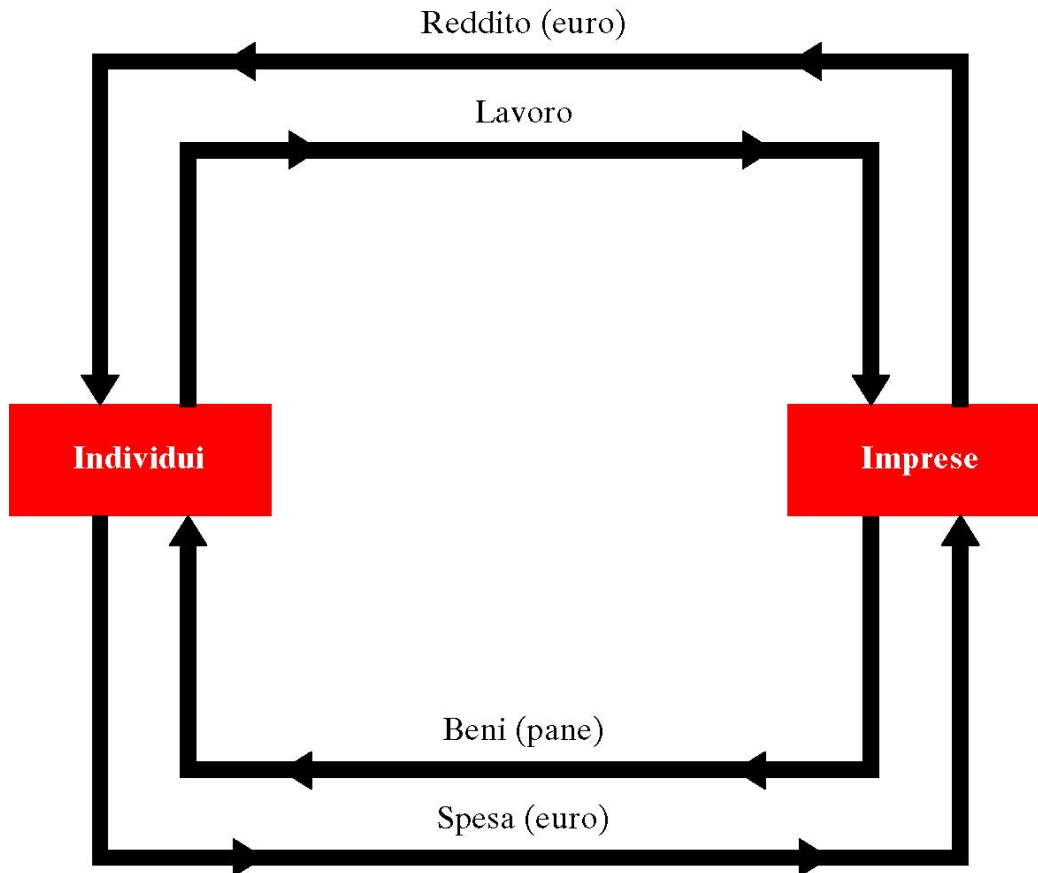 Reddito (euro)
Lavoro
Individui
Imprese
Beni (pane)
Spesa (euro)